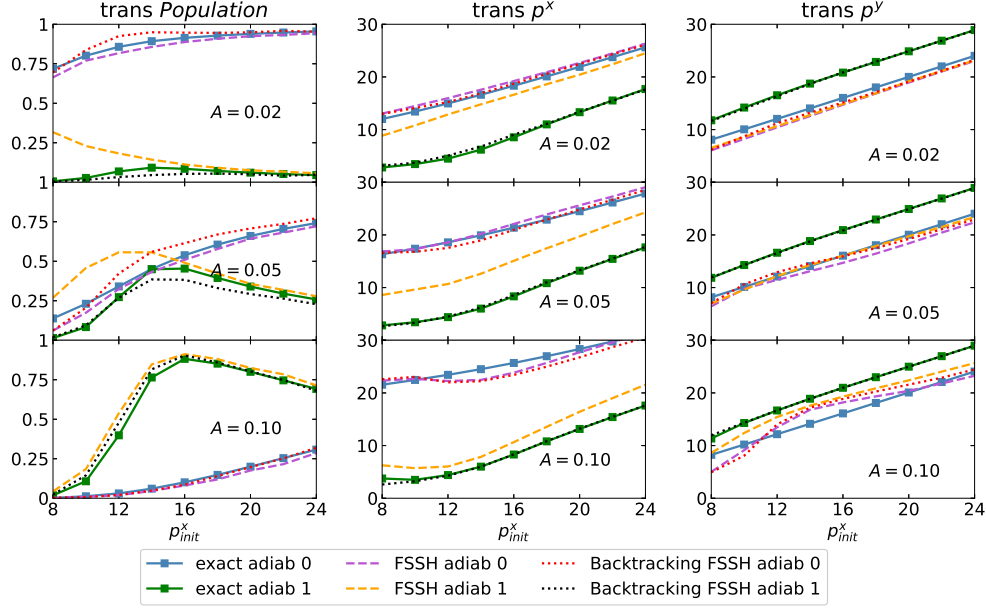 trans Population trans p^x trans p^y
1 30 30
0.75 20 20
0.5 A = 0.02
0.25 10 A = 0.02 10 A = 0.02
1 30 30
0.75 20 20
0.5 A = 0.05
0.25 10 A = 0.05 10 A = 0.05
1 30 30
0.75 20 20
0.5 A = 0.10
0.25 10 A = 0.10 10 A = 0.10
0 0 0
8 12 16 20 24 8 12 16 20 24 8 12 16 20 24
p^x_init p^x_init p^x_init
exact adiab 0 FSSH adiab 0 Backtracking FSSH adiab 0
exact adiab 1 FSSH adiab 1 Backtracking FSSH adiab 1